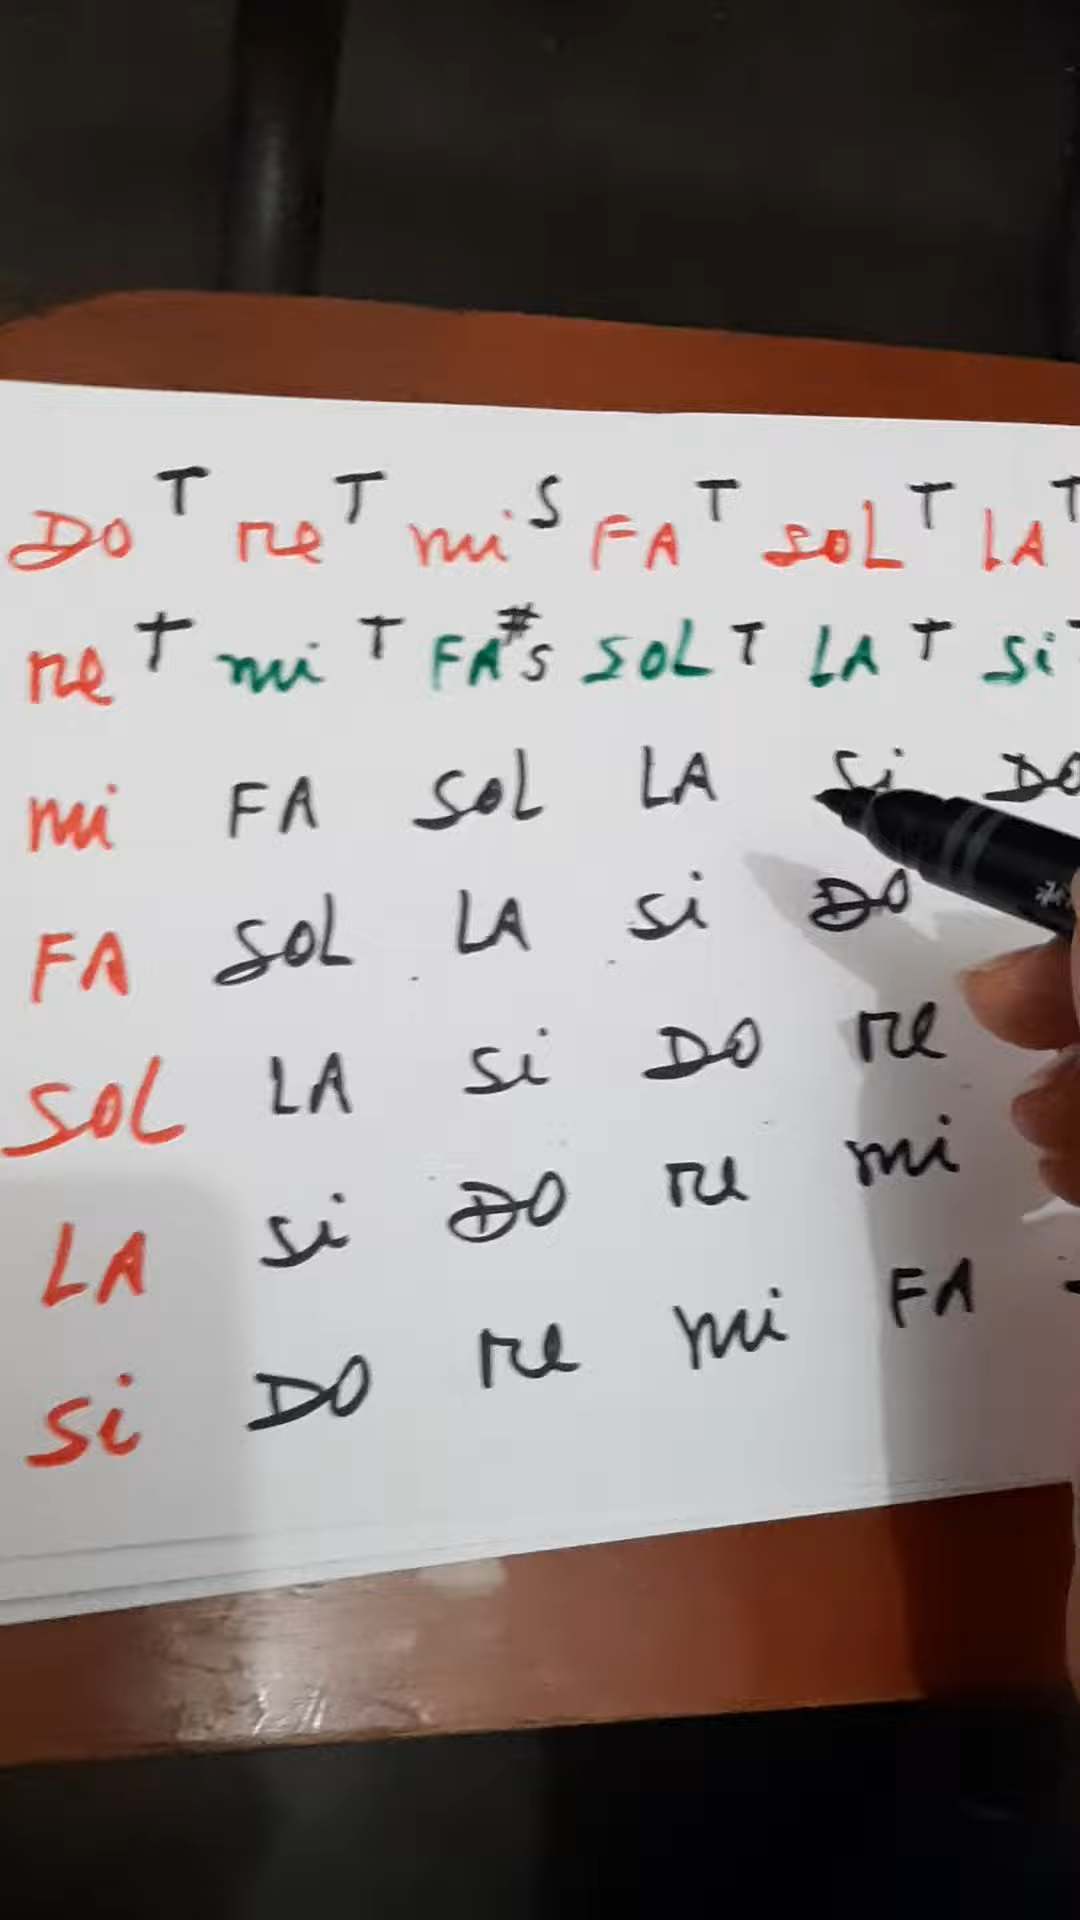 DO T re T mi S FA T SOL T LA T
re T mi T FA# S SOL T LA T Si
mi FA SOL LA Si DO
FA SOL LA Si DO
SOL LA Si DO re
LA Si DO re mi
Si DO re mi FA